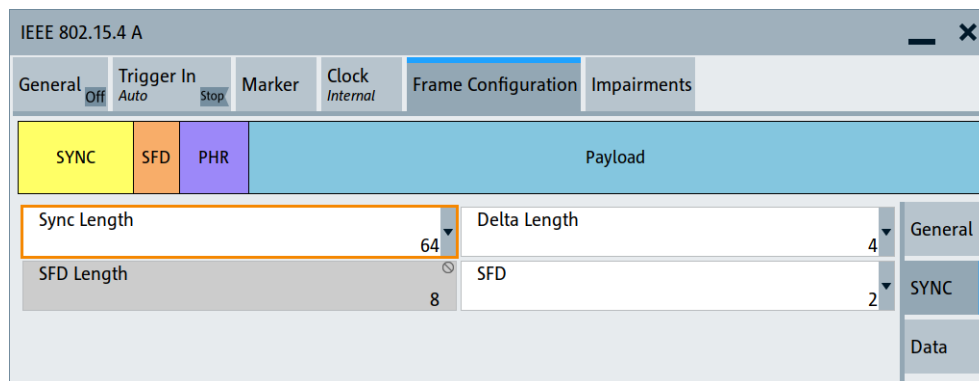 IEEE 802.15.4 A
General Off
Trigger In
Auto Stop
Marker
Clock
Internal
Frame Configuration
Impairments
SYNC SFD PHR Payload
Sync Length
64
Delta Length
4
General
SFD Length
8
SFD
2
SYNC
Data